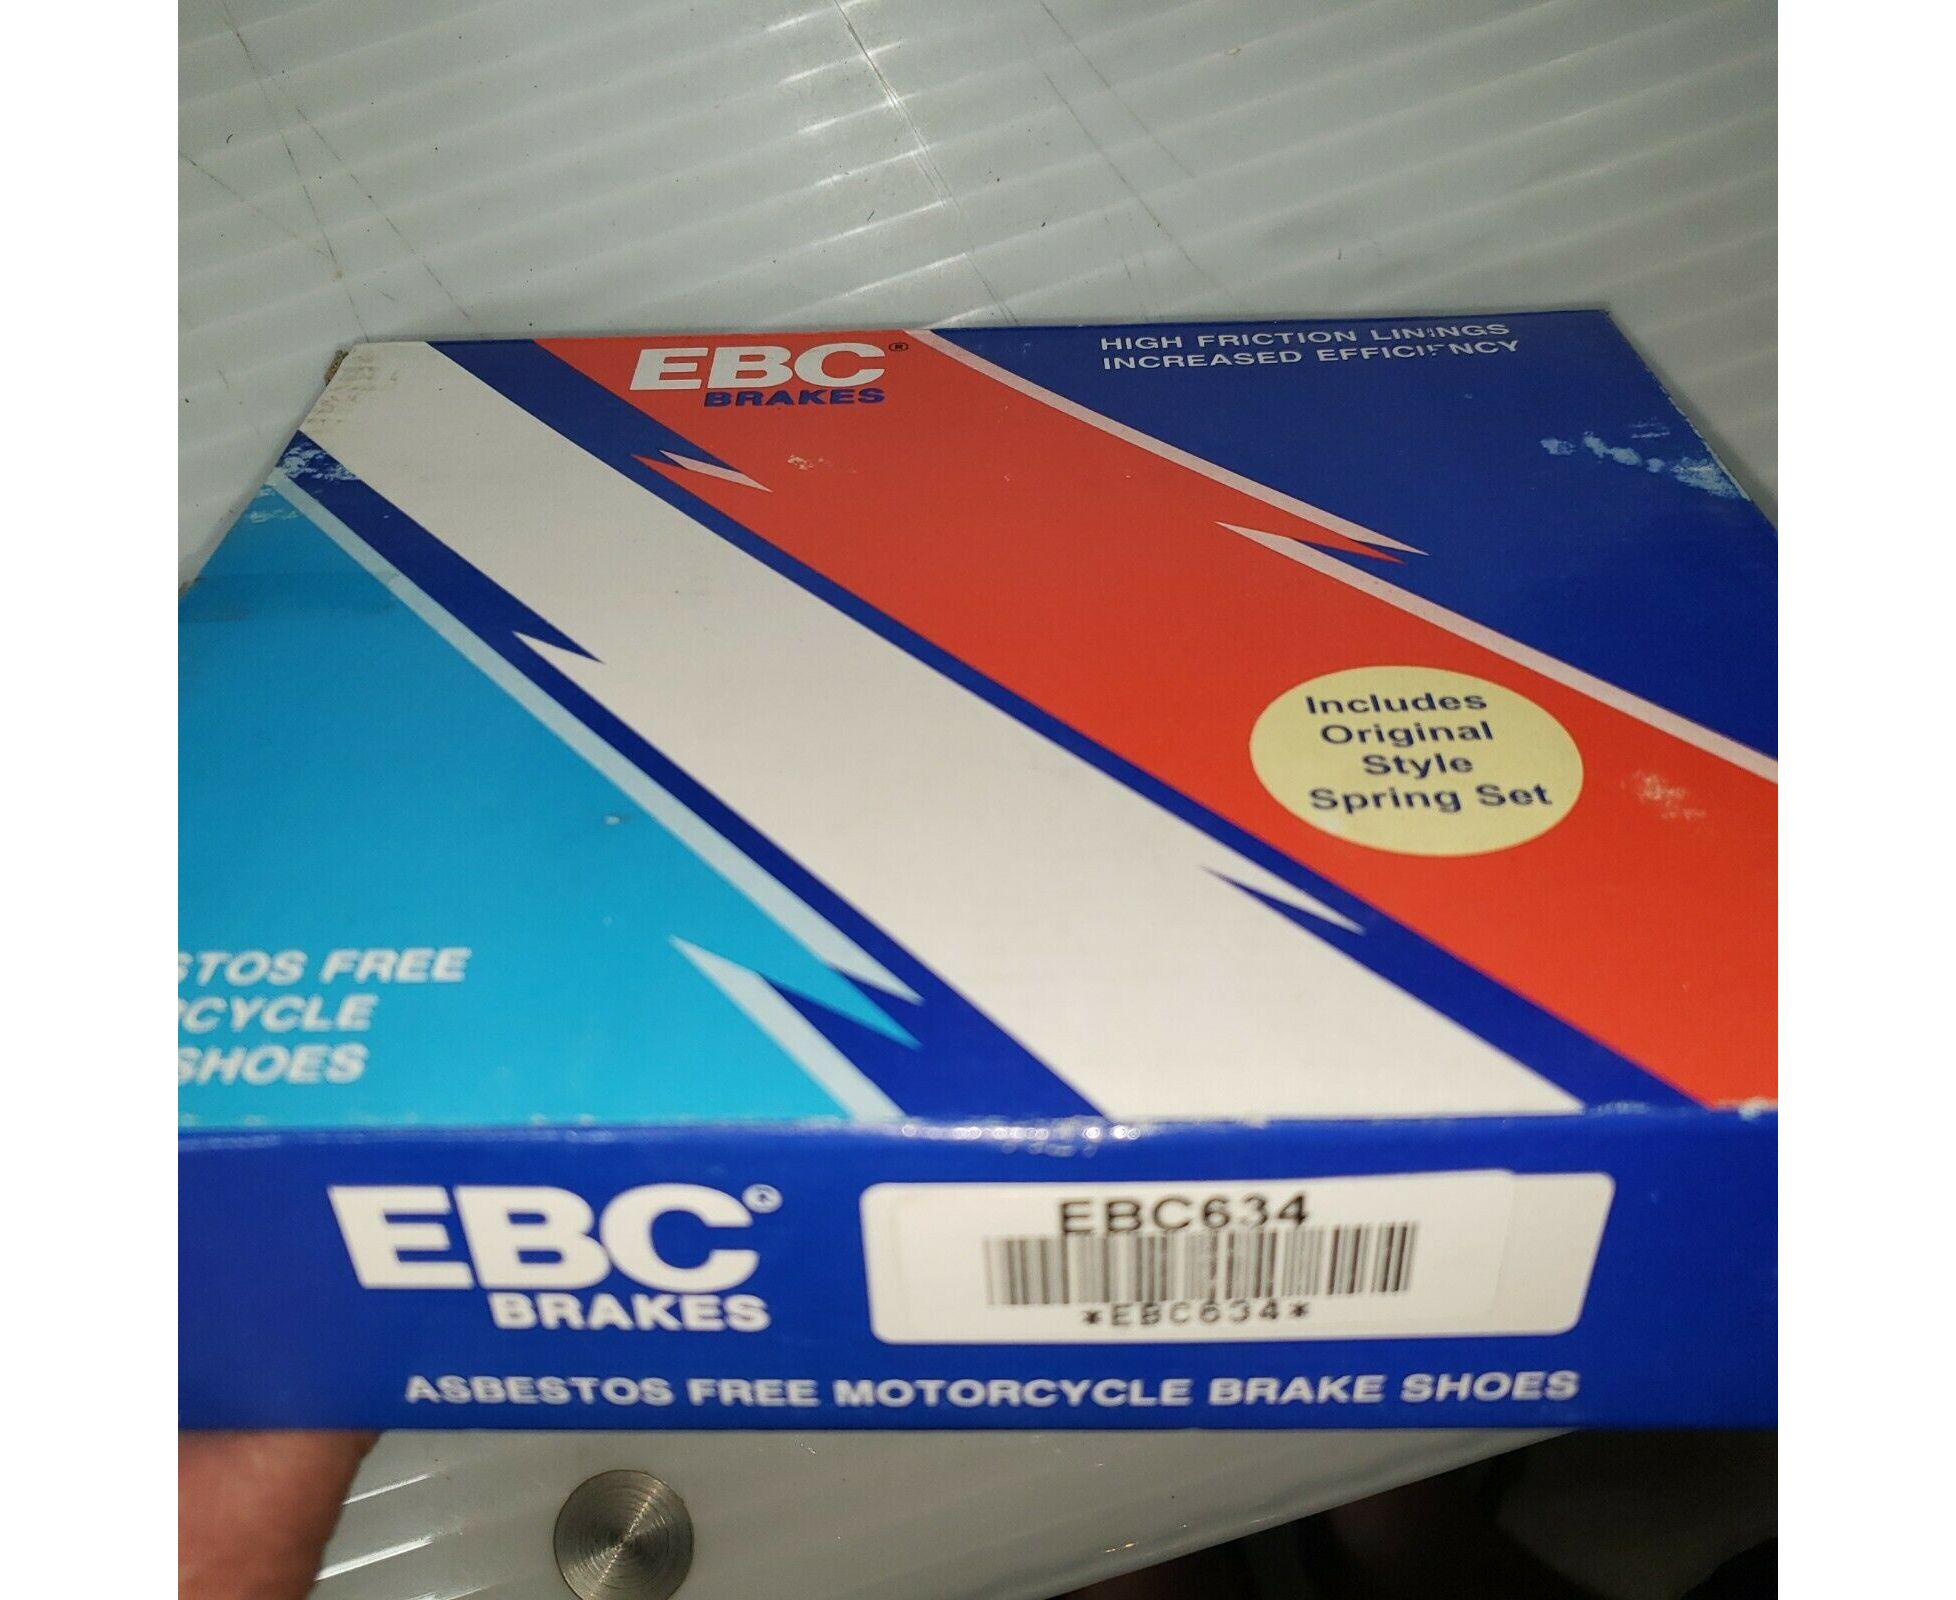 EBC®
BRAKES
HIGH FRICTION LININGS
INCREASED EFFICIENCY
Includes
Original
Style
Spring Set
STOS FREE
CYCLE
SHOES
EBC®
BRAKES
EBC634
*EBC634*
ASBESTOS FREE MOTORCYCLE BRAKE SHOES